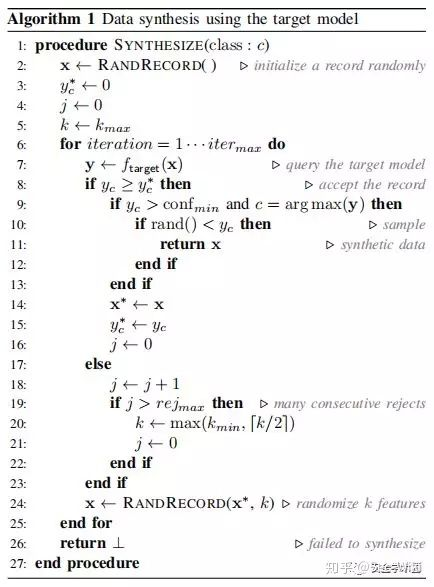 Algorithm 1 Data synthesis using the target model
1: procedure SYNTHESIZE(class : c)
2: x ← RANDRECORD( ) ▷ initialize a record randomly
3: y*_c ← 0
4: j ← 0
5: k ← k_max
6: for iteration = 1 ··· iter_max do
7: y ← f_target(x) ▷ query the target model
8: if y_c ≥ y*_c then ▷ accept the record
9: if y_c > conf_min and c = arg max(y) then
10: if rand() < y_c then ▷ sample
11: return x ▷ synthetic data
12: end if
13: end if
14: x* ← x
15: y*_c ← y_c
16: j ← 0
17: else
18: j ← j + 1
19: if j > rej_max then ▷ many consecutive rejects
20: k ← max(k_min, ⌈k/2⌉)
21: j ← 0
22: end if
23: end if
24: x ← RANDRECORD(x*, k) ▷ randomize k features
25: end for
26: return ⊥ ▷ failed to synthesize
27: end procedure
知乎